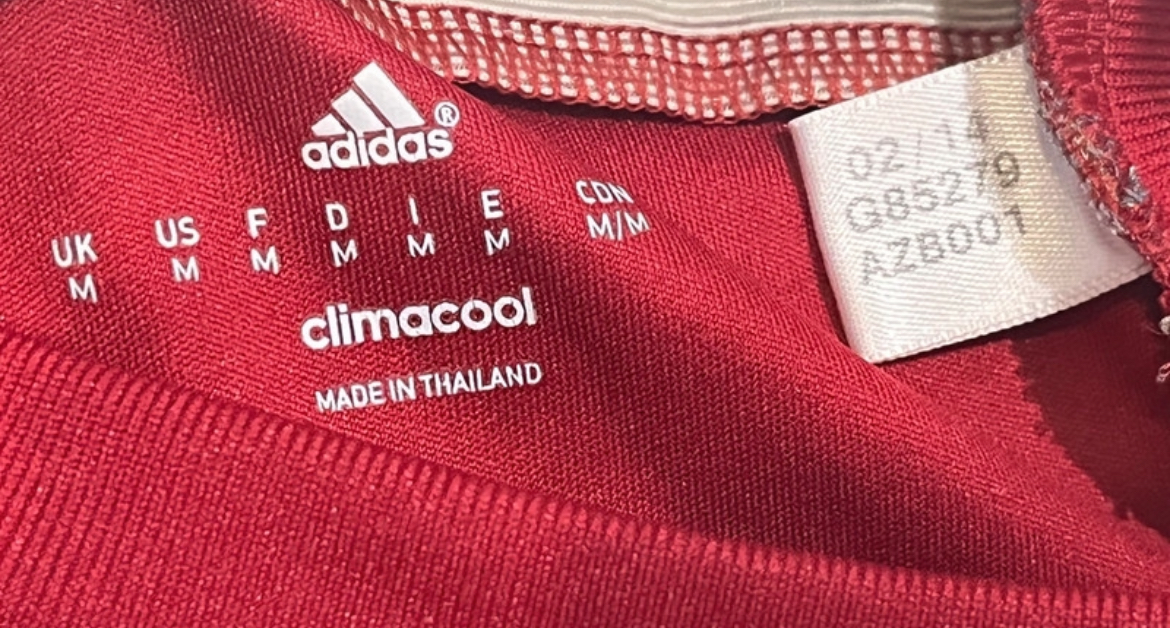 adidas®
UK US F D I E CDN
M M M M M M M/M
climacool
MADE IN THAILAND
02/14
G85279
AZB001